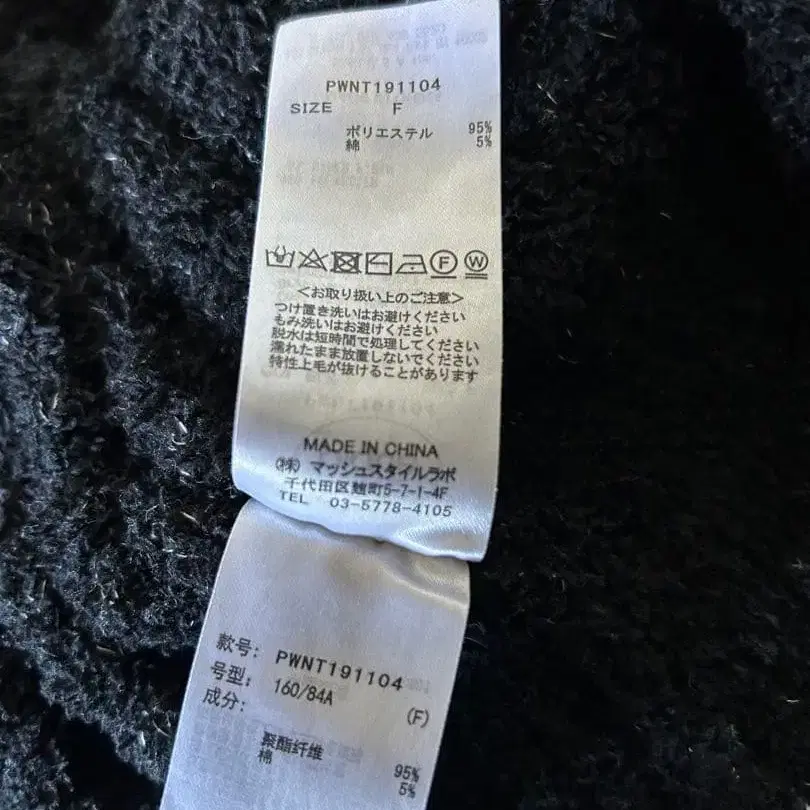 PWNT191104
SIZE F
ポリエステル 95%
綿 5%
F W
<お取り扱い上のご注意>
つけ置き洗いはお避けください
もみ洗いはお避けください
脱水は短時間で処理してください
濡れたまま放置しないでください
特性上毛が抜けることがあります
MADE IN CHINA
(株) マッシュスタイルラボ
千代田区麹町5-7-1-4F
TEL 03-5778-4105
款号: PWNT191104
号型: 160/84A (F)
成分:
聚酯纤维 95%
棉 5%